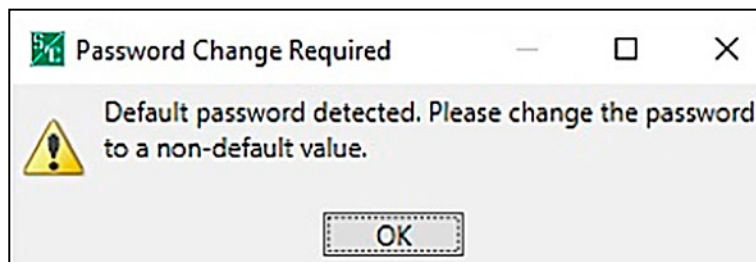 S&C Password Change Required
Default password detected. Please change the password
to a non-default value.
OK